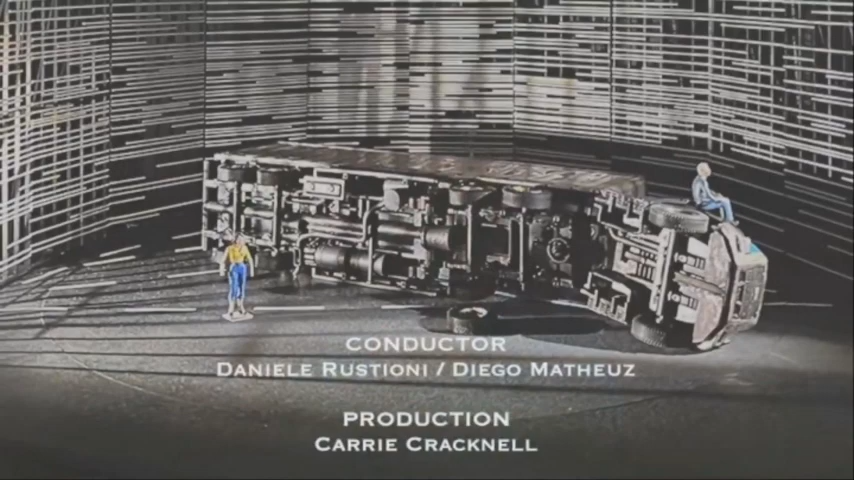 CONDUCTOR
DANIELE RUSTIONI / DIEGO MATHEUZ
PRODUCTION
CARRIE CRACKNELL